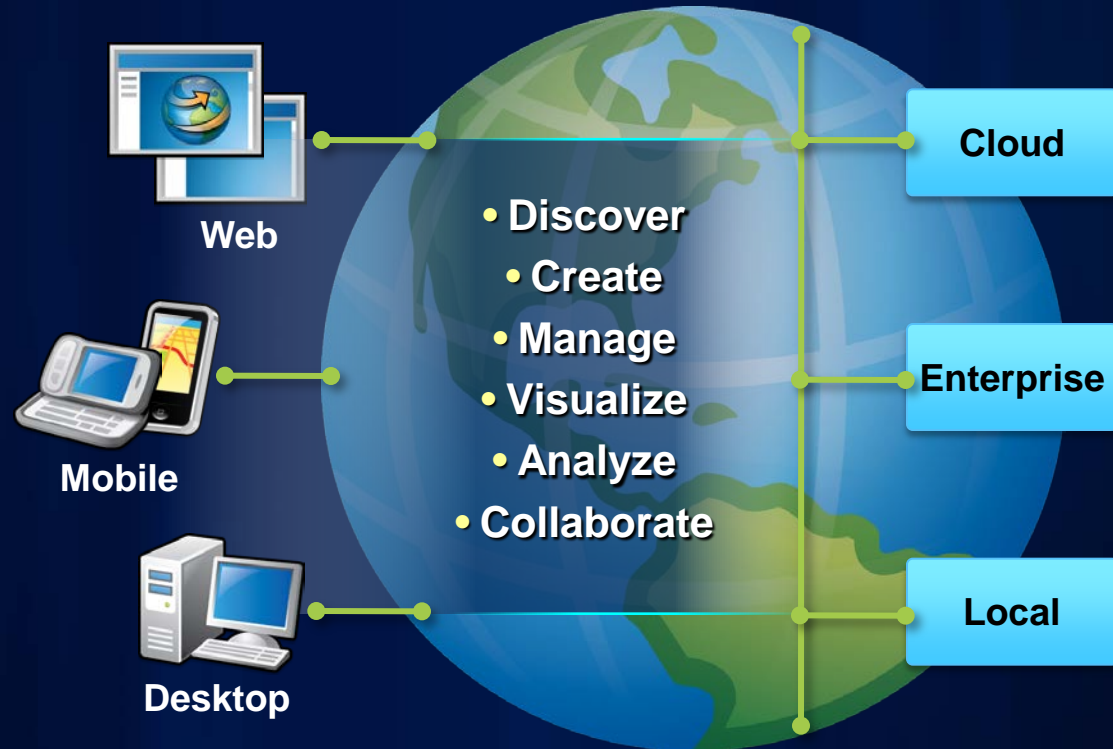 Web
Mobile
Desktop
• Discover
• Create
• Manage
• Visualize
• Analyze
• Collaborate
Cloud
Enterprise
Local